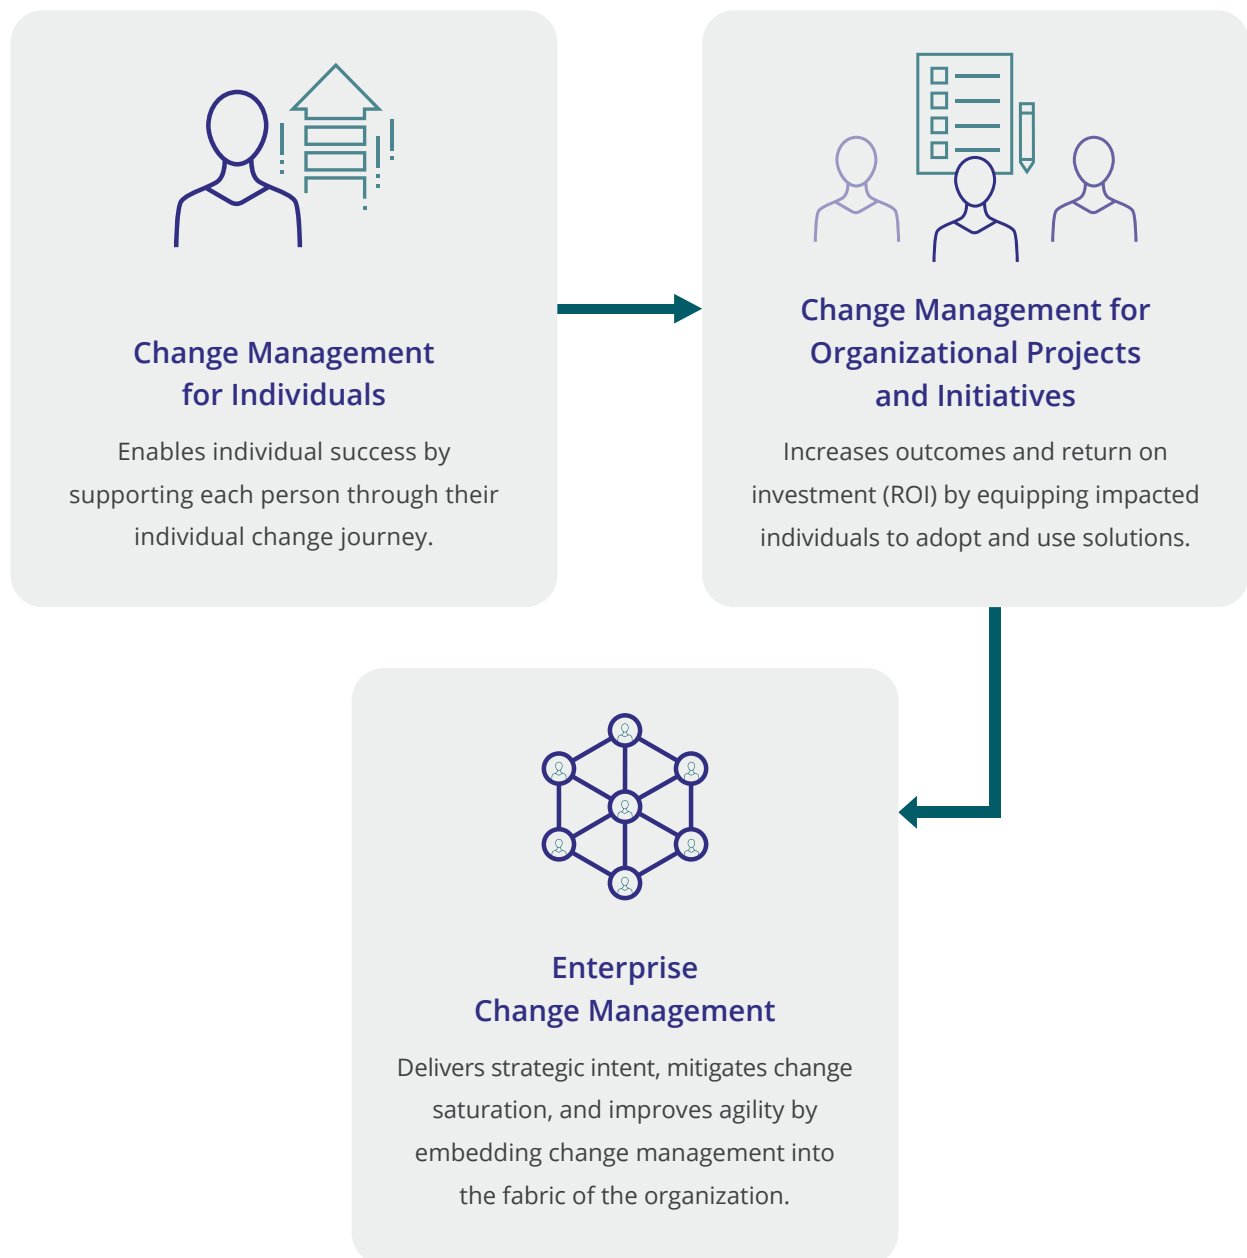 Change Management
for Individuals
Enables individual success by
supporting each person through their
individual change journey.
Change Management for
Organizational Projects
and Initiatives
Increases outcomes and return on
investment (ROI) by equipping impacted
individuals to adopt and use solutions.
Enterprise
Change Management
Delivers strategic intent, mitigates change
saturation, and improves agility by
embedding change management into
the fabric of the organization.